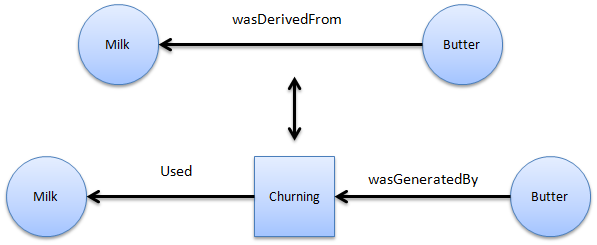 wasDerivedFrom
Milk
Butter
Used
wasGeneratedBy
Milk
Churning
Butter